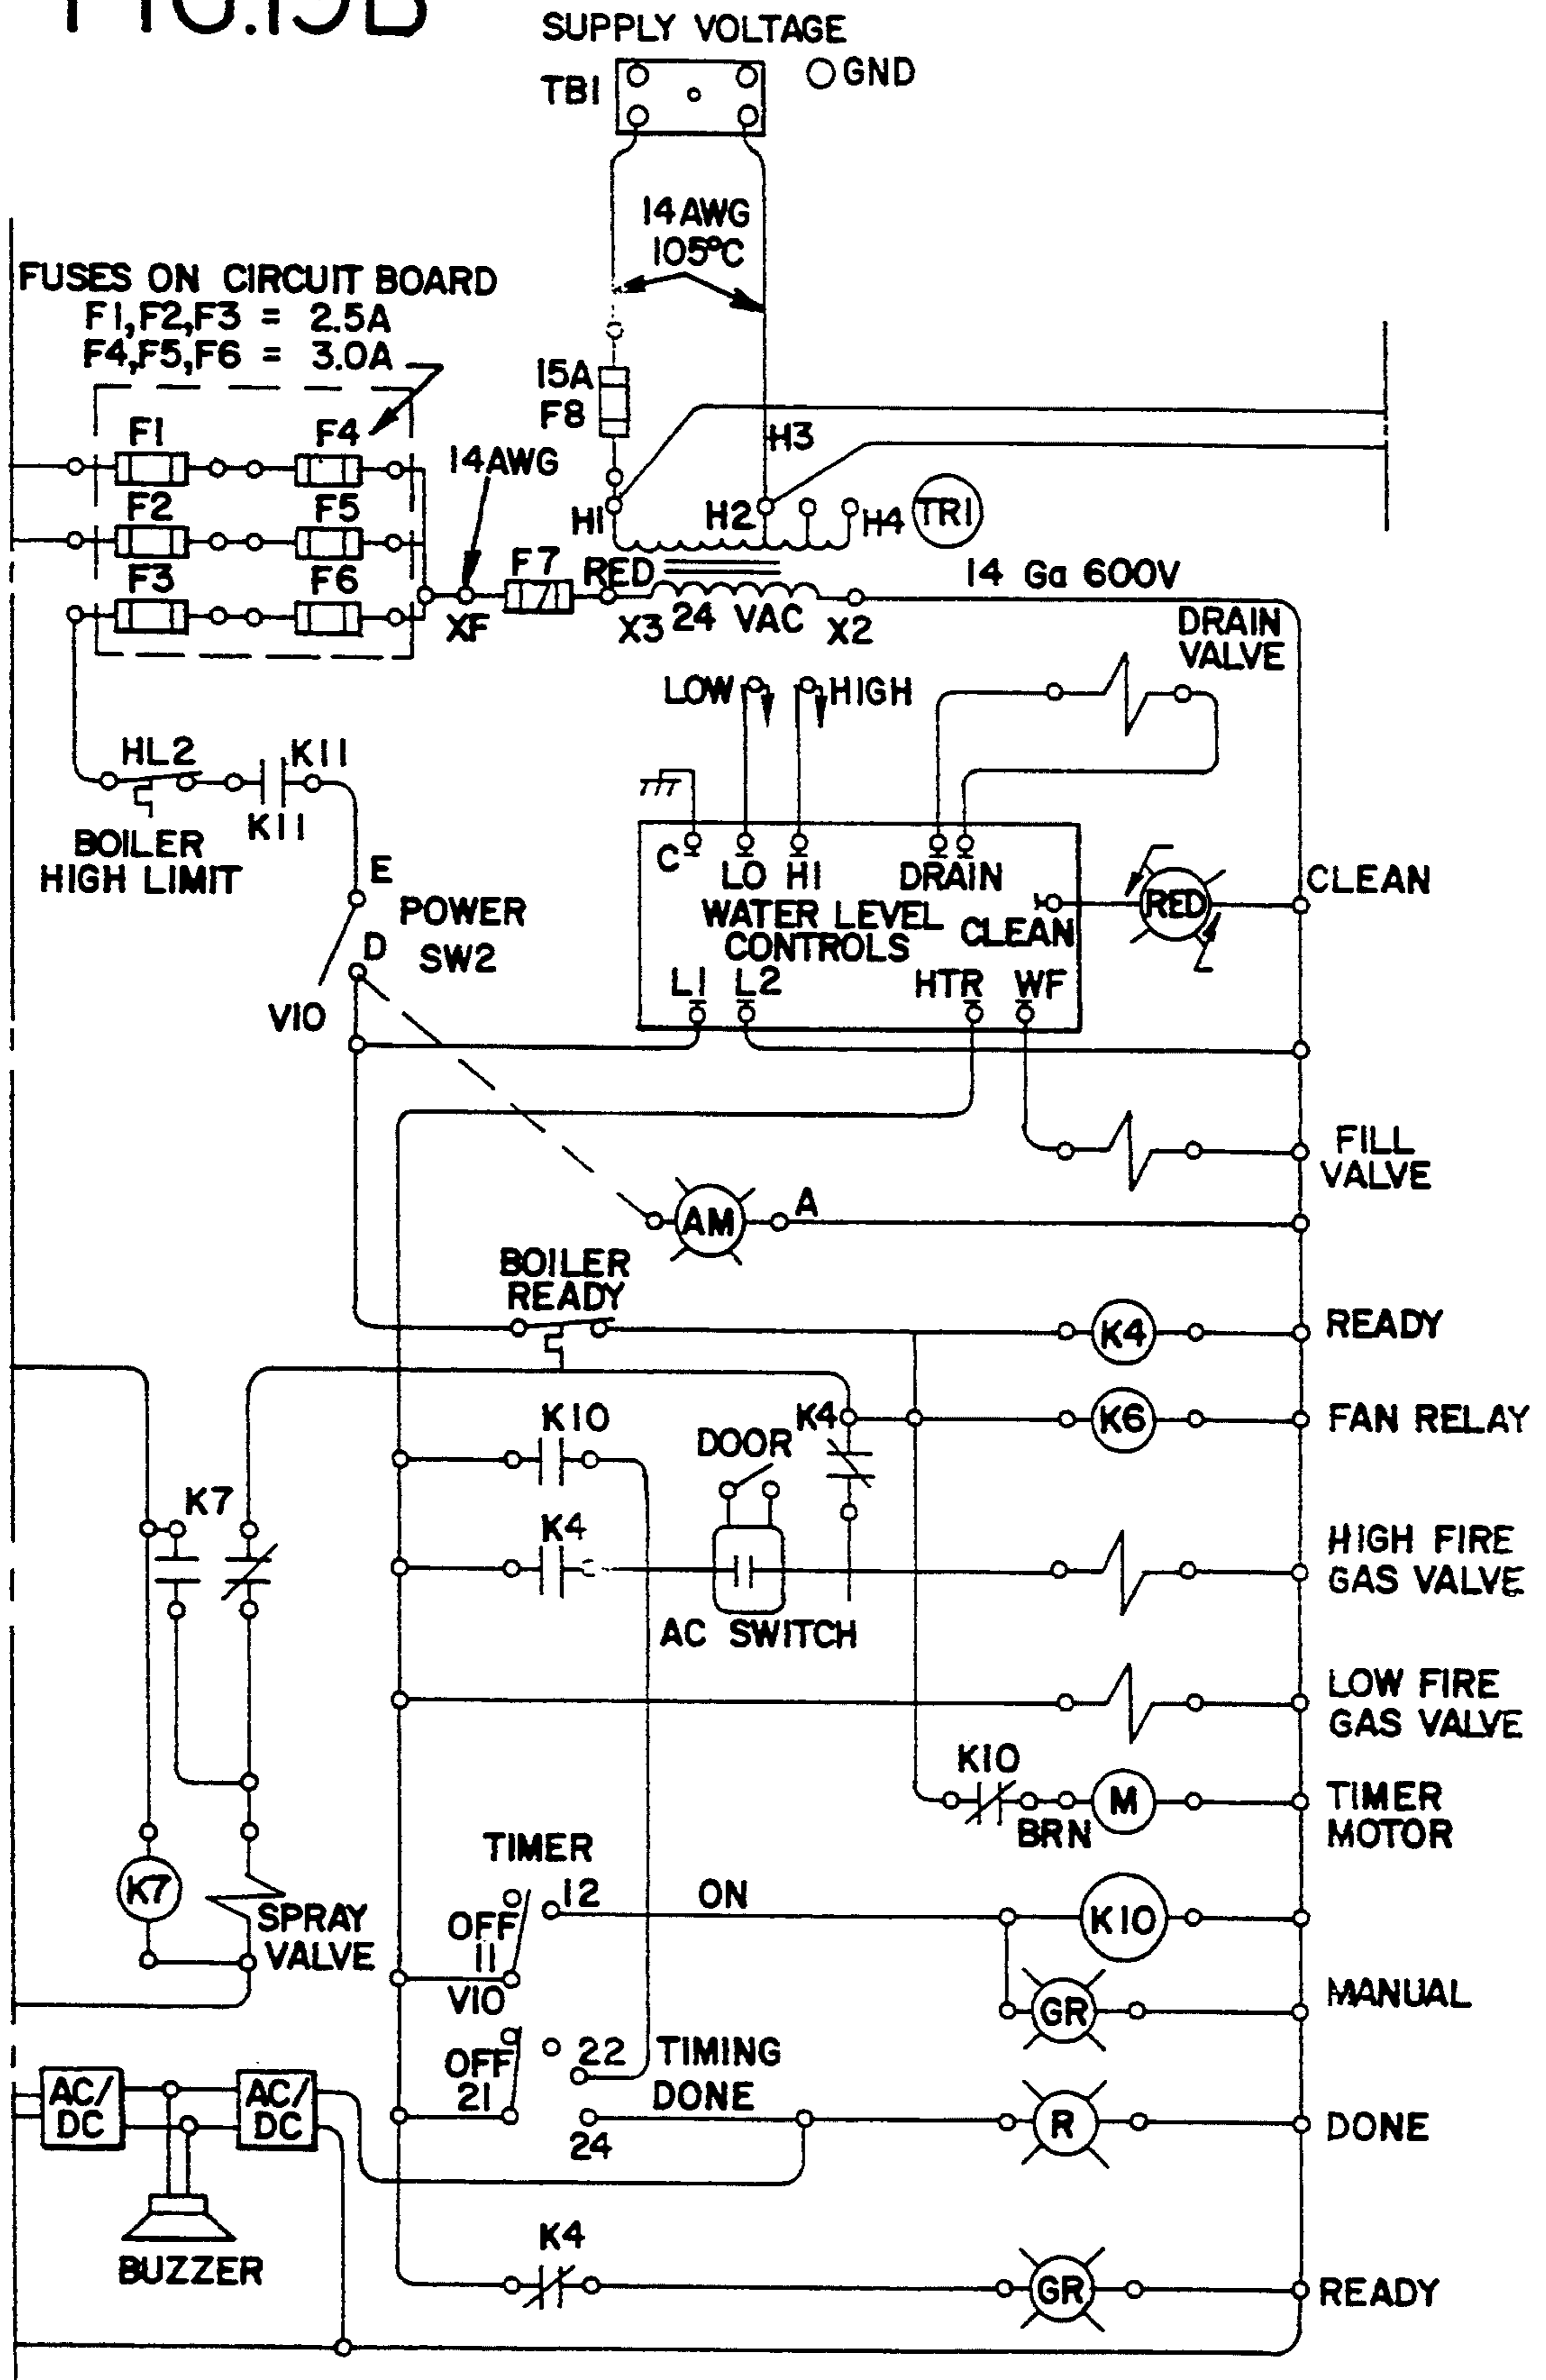 FIG.15B
SUPPLY VOLTAGE
TB1
GND
14 AWG
105°C
FUSES ON CIRCUIT BOARD
F1,F2,F3 = 2.5A
F4,F5,F6 = 3.0A
15A
F8
F1
F4
14AWG
H3
F2
F5
H1
H2
H4
TR1
F3
F6
F7
RED
14 Ga 600V
XF
X3
24 VAC
X2
DRAIN
VALVE
LOW
HIGH
HL2
K11
K11
BOILER
HIGH LIMIT
C
LO
HI
DRAIN
WATER LEVEL
CONTROLS
CLEAN
RED
CLEAN
E
POWER
SW2
D
L1
L2
HTR
WF
V10
FILL
VALVE
AM
A
BOILER
READY
K4
READY
K10
K4
K6
FAN RELAY
DOOR
K7
K4
HIGH FIRE
GAS VALVE
AC SWITCH
LOW FIRE
GAS VALVE
K10
BRN
M
TIMER
MOTOR
TIMER
K7
12
ON
K10
SPRAY
VALVE
OFF
11
V10
GR
MANUAL
OFF
21
22
TIMING
DONE
24
R
DONE
AC/
DC
AC/
DC
BUZZER
K4
GR
READY